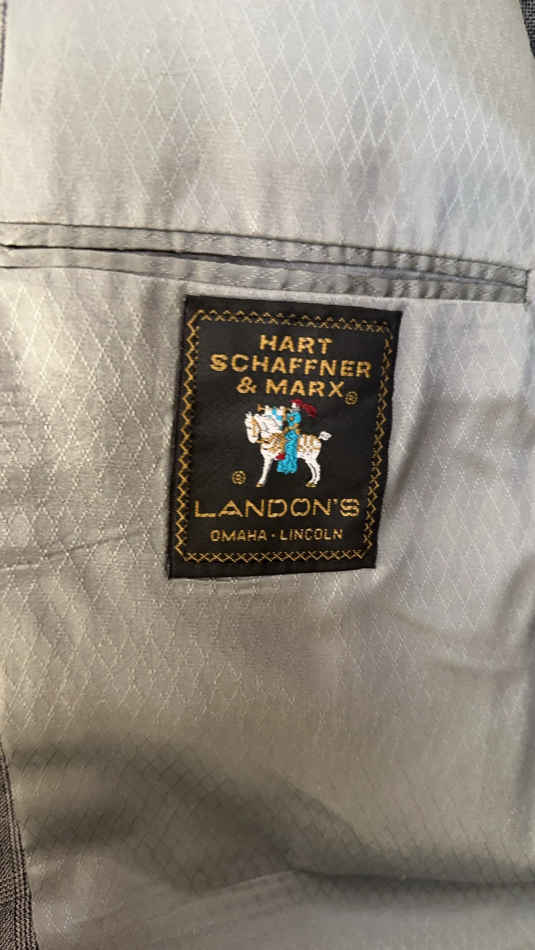 HART
SCHAFFNER
& MARX®
®
LANDON'S
OMAHA · LINCOLN